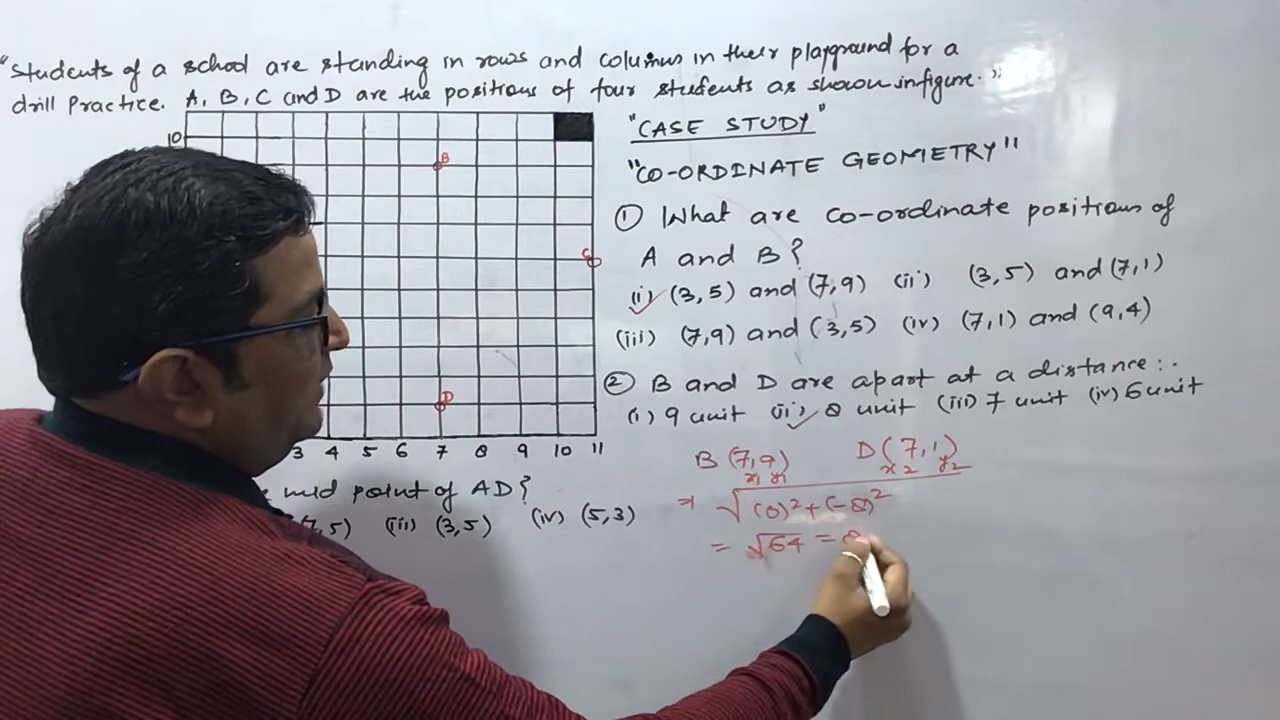 "Students of a school are standing in rows and columns in their playground for a
drill Practice. A, B, C and D are the positions of four students as shown in figure."
"CASE STUDY"
"CO-ORDINATE GEOMETRY"
10
B
C
D
3 4 5 6 7 8 9 10 11
① What are co-ordinate positions of
A and B?
(i) (3,5) and (7,9) (ii) (3,5) and (7,1)
(iii) (7,9) and (3,5) (iv) (7,1) and (9,4)
② B and D are apart at a distance:.
(i) 9 unit (ii) 8 unit (iii) 7 unit (iv) 6 unit
B (7,9) D (7,1)
x1 y1 x2 y2
⇒ √(0)²+(-8)²
= √64 = 8
mid point of AD?
(7,5) (iii) (3,5) (iv) (5,3)